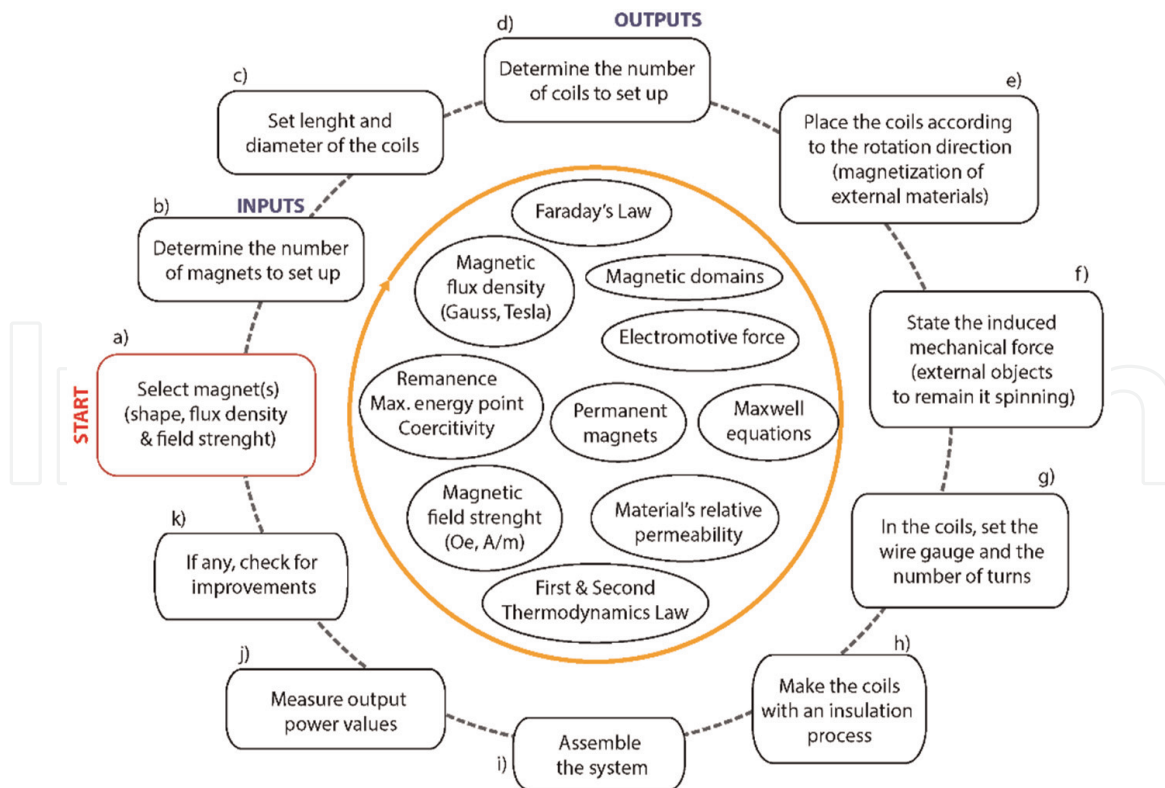 START
a)
Select magnet(s)
(shape, flux density
& field strenght)
INPUTS
b)
Determine the number
of magnets to set up
c)
Set lenght and
diameter of the coils
OUTPUTS
d)
Determine the number
of coils to set up
e)
Place the coils according
to the rotation direction
(magnetization of
external materials)
f)
State the induced
mechanical force
(external objects
to remain it spinning)
g)
In the coils, set the
wire gauge and the
number of turns
h)
Make the coils
with an insulation
process
i)
Assemble
the system
j)
Measure output
power values
k)
If any, check for
improvements
Faraday's Law
Magnetic
flux density
(Gauss, Tesla)
Magnetic domains
Electromotive force
Remanence
Max. energy point
Coercitivity
Permanent
magnets
Maxwell
equations
Magnetic
field strenght
(Oe, A/m)
Material's relative
permeability
First & Second
Thermodynamics Law